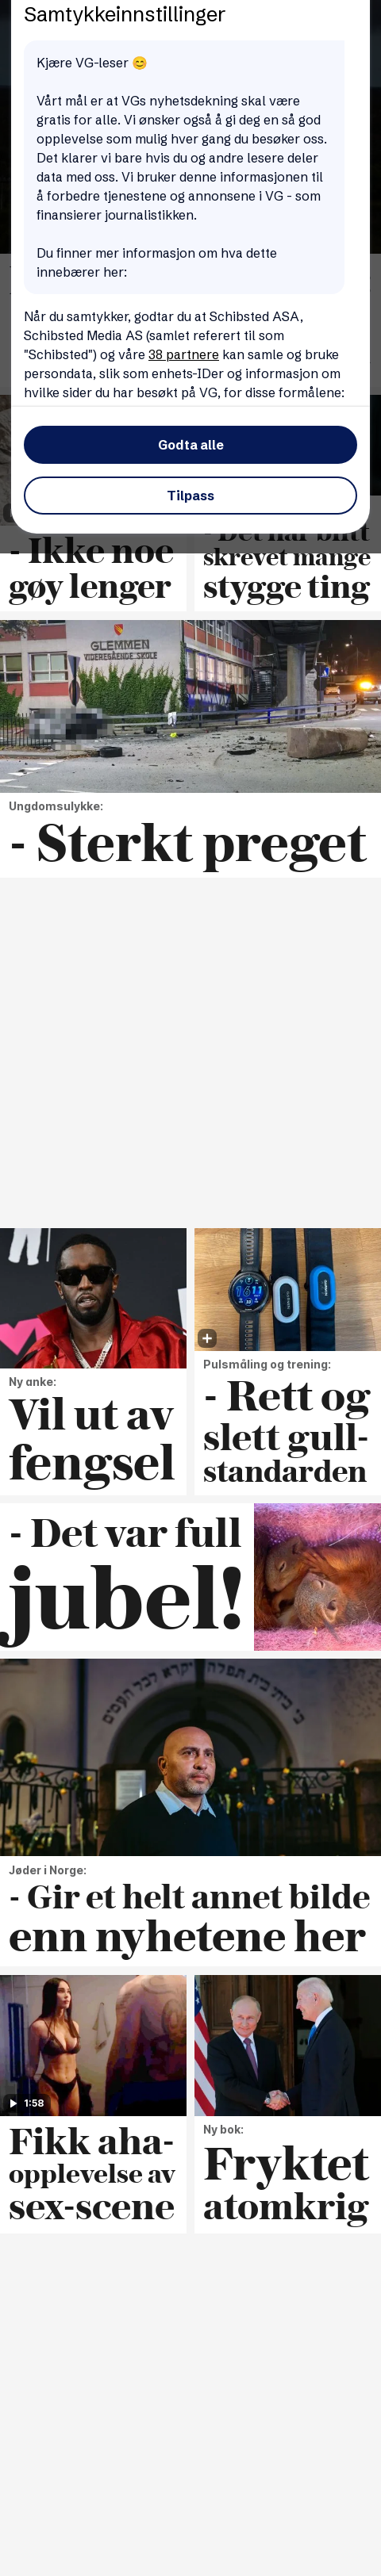 Samtykkeinnstillinger
Kjære VG-leser 😊
Vårt mål er at VGs nyhetsdekning skal være
gratis for alle. Vi ønsker også å gi deg en så god
opplevelse som mulig hver gang du besøker oss.
Det klarer vi bare hvis du og andre lesere deler
data med oss. Vi bruker denne informasjonen til
å forbedre tjenestene og annonsene i VG - som
finansierer journalistikken.
Du finner mer informasjon om hva dette
innebærer her:
Når du samtykker, godtar du at Schibsted ASA,
Schibsted Media AS (samlet referert til som
"Schibsted") og våre 38 partnere kan samle og bruke
persondata, slik som enhets-IDer og informasjon om
hvilke sider du har besøkt på VG, for disse formålene:
Godta alle
Tilpass
- Ikke noe
gøy lenger
- Det har blitt
skrevet mange
stygge ting
GLEMMEN
VIDEREGÅENDE SKOLE
Ungdomsulykke:
- Sterkt preget
Ny anke:
Vil ut av
fengsel
Pulsmåling og trening:
- Rett og
slett gull-
standarden
- Det var full
jubel!
Jøder i Norge:
- Gir et helt annet bilde
enn nyhetene her
1:58
Fikk aha-
opplevelse av
sex-scene
Ny bok:
Fryktet
atomkrig